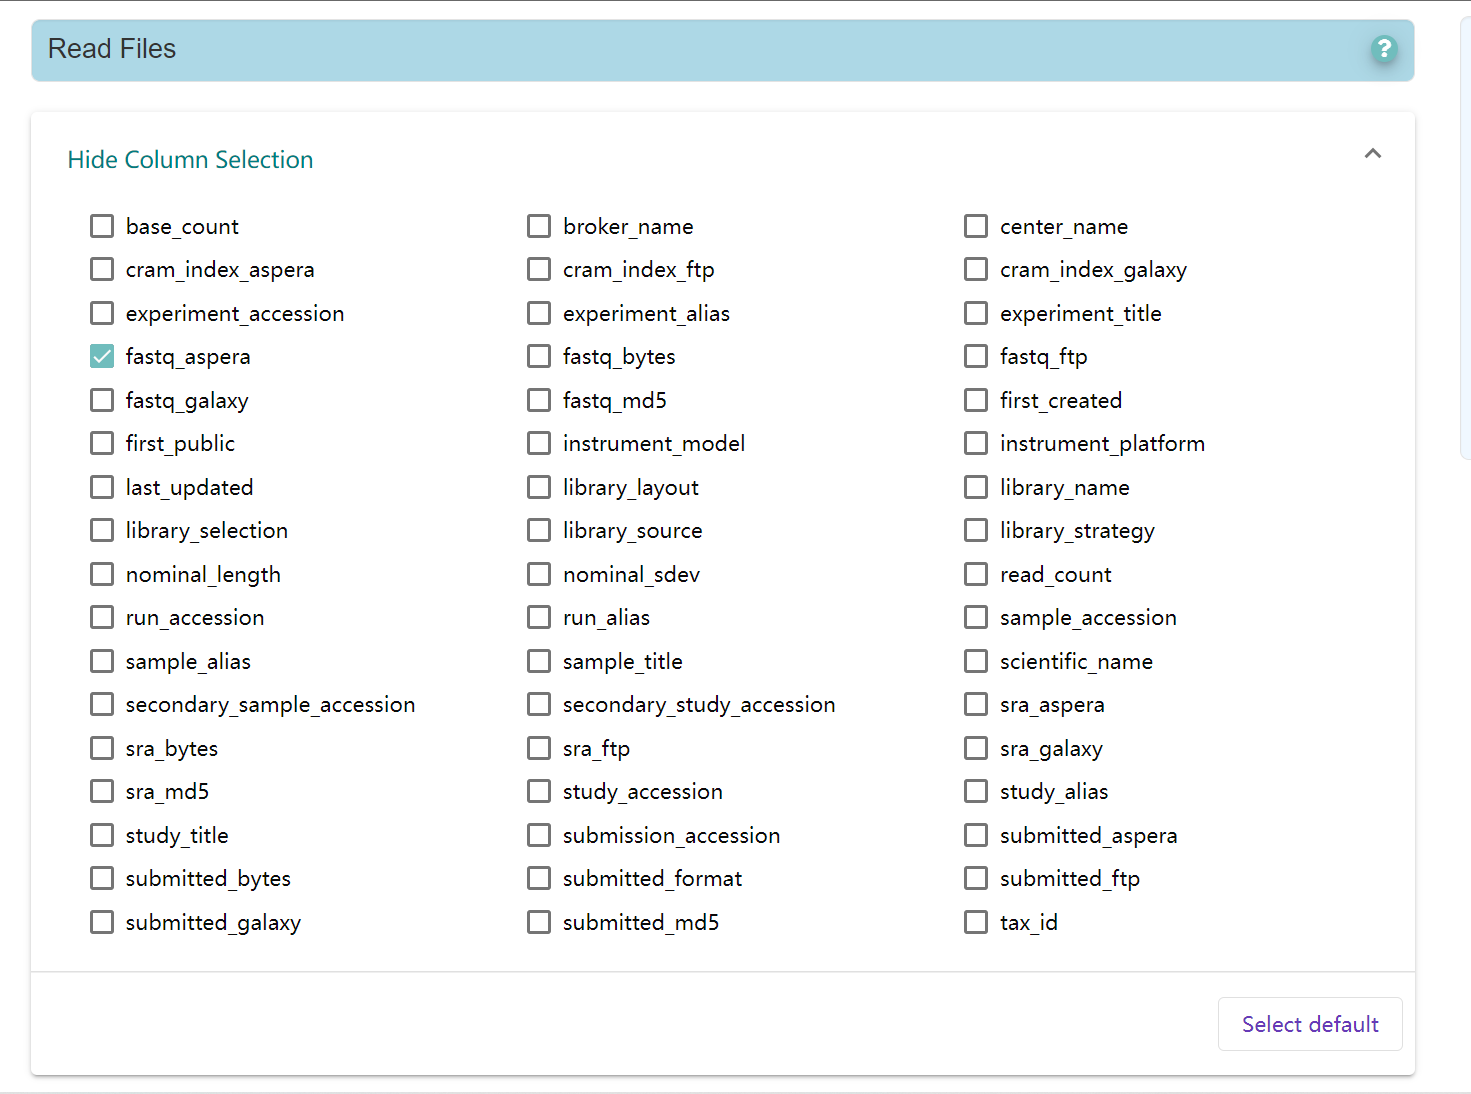 Read Files
?
Hide Column Selection
base_count broker_name center_name
cram_index_aspera cram_index_ftp cram_index_galaxy
experiment_accession experiment_alias experiment_title
fastq_aspera fastq_bytes fastq_ftp
fastq_galaxy fastq_md5 first_created
first_public instrument_model instrument_platform
last_updated library_layout library_name
library_selection library_source library_strategy
nominal_length nominal_sdev read_count
run_accession run_alias sample_accession
sample_alias sample_title scientific_name
secondary_sample_accession secondary_study_accession sra_aspera
sra_bytes sra_ftp sra_galaxy
sra_md5 study_accession study_alias
study_title submission_accession submitted_aspera
submitted_bytes submitted_format submitted_ftp
submitted_galaxy submitted_md5 tax_id
Select default